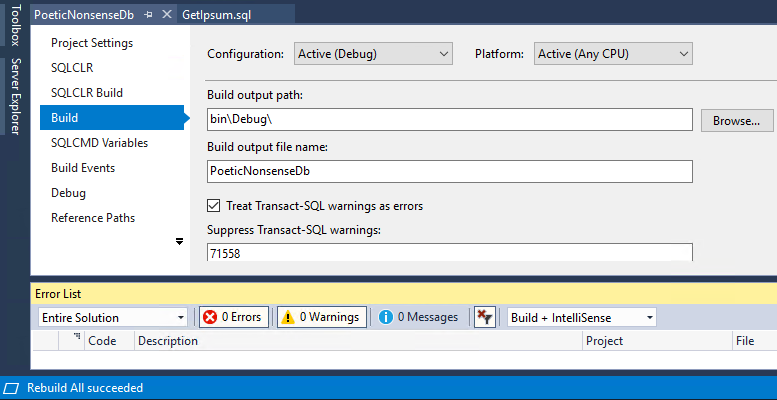 Toolbox
Server Explorer
PoeticNonsenseDb
GetIpsum.sql
Project Settings
SQLCLR
SQLCLR Build
Build
SQLCMD Variables
Build Events
Debug
Reference Paths
Configuration: Active (Debug) Platform: Active (Any CPU)
Build output path:
bin\Debug\ Browse...
Build output file name:
PoeticNonsenseDb
Treat Transact-SQL warnings as errors
Suppress Transact-SQL warnings:
71558
Error List
Entire Solution 0 Errors 0 Warnings 0 Messages Build + IntelliSense
Code Description Project File
Rebuild All succeeded